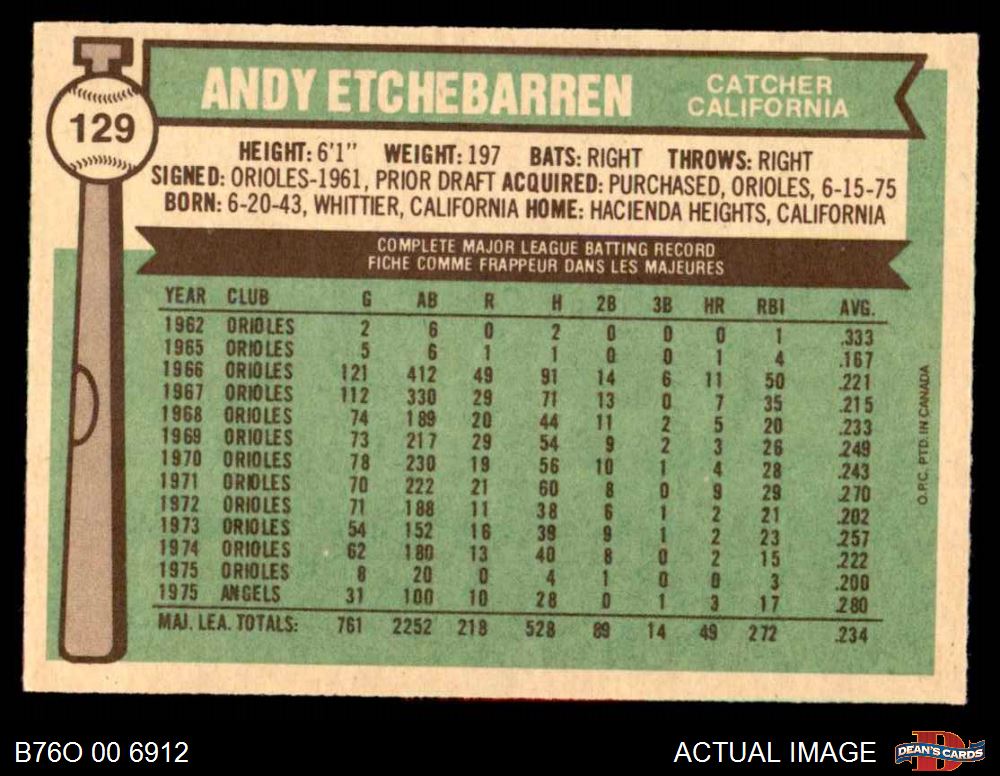 129
ANDY ETCHEBARREN
CATCHER
CALIFORNIA
HEIGHT: 6'1" WEIGHT: 197 BATS: RIGHT THROWS: RIGHT
SIGNED: ORIOLES-1961, PRIOR DRAFT ACQUIRED: PURCHASED, ORIOLES, 6-15-75
BORN: 6-20-43, WHITTIER, CALIFORNIA HOME: HACIENDA HEIGHTS, CALIFORNIA
COMPLETE MAJOR LEAGUE BATTING RECORD
FICHE COMME FRAPPEUR DANS LES MAJEURES
YEAR CLUB G AB R H 2B 3B HR RBI AVG.
1962 ORIOLES 2 6 0 2 0 0 0 1 .333
1965 ORIOLES 5 6 1 1 0 0 1 4 .167
1966 ORIOLES 121 412 49 91 14 6 11 50 .221
1967 ORIOLES 112 330 29 71 13 0 7 35 .215
1968 ORIOLES 74 189 20 44 11 2 5 20 .233
1969 ORIOLES 73 217 29 54 9 2 3 26 .249
1970 ORIOLES 78 230 19 56 10 1 4 28 .243
1971 ORIOLES 70 222 21 60 8 0 9 29 .270
1972 ORIOLES 71 188 11 38 6 1 2 21 .202
1973 ORIOLES 54 152 16 39 9 1 2 23 .257
1974 ORIOLES 62 180 13 40 8 0 2 15 .222
1975 ORIOLES 8 20 0 4 1 0 0 3 .200
1975 ANGELS 31 100 10 28 0 1 3 17 .280
MAJ. LEA. TOTALS: 761 2252 218 528 89 14 49 272 .234
O.P.C. PTD. IN CANADA
B76O 00 6912
ACTUAL IMAGE
DEAN'S CARDS